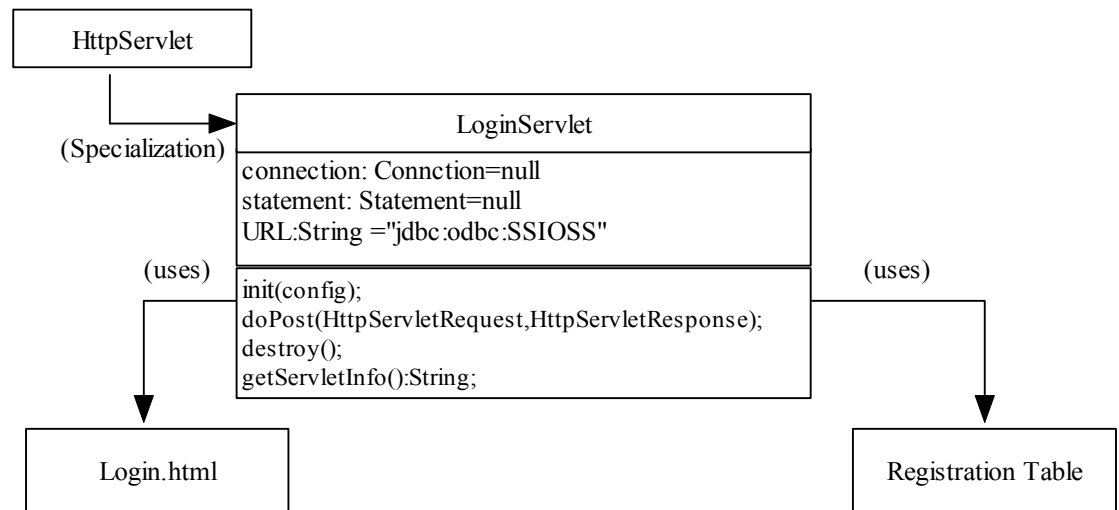 HttpServlet
LoginServlet
(Specialization)
connection: Connction=null
statement: Statement=null
URL:String ="jdbc:odbc:SSIOSS"
(uses)
(uses)
init(config);
doPost(HttpServletRequest,HttpServletResponse);
destroy();
getServletInfo():String;
Login.html
Registration Table